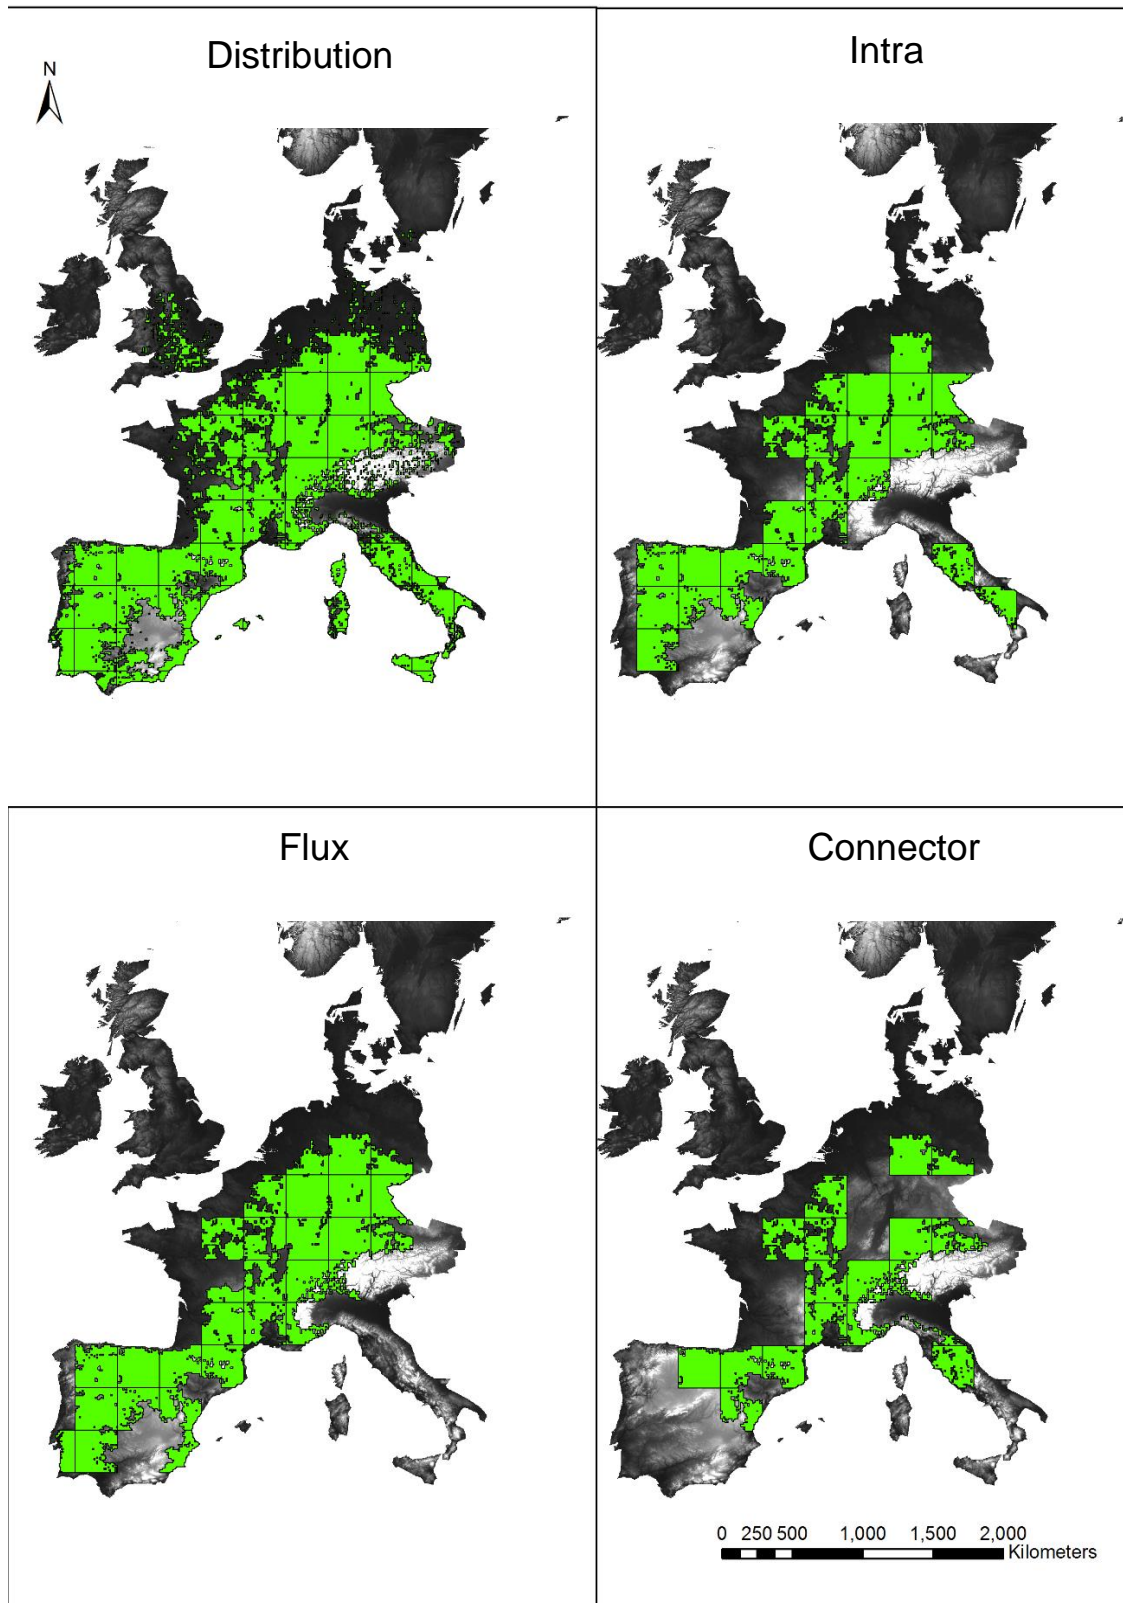 Distribution
Intra
N
Flux
Connector
0 250 500 1,000 1,500 2,000
Kilometers